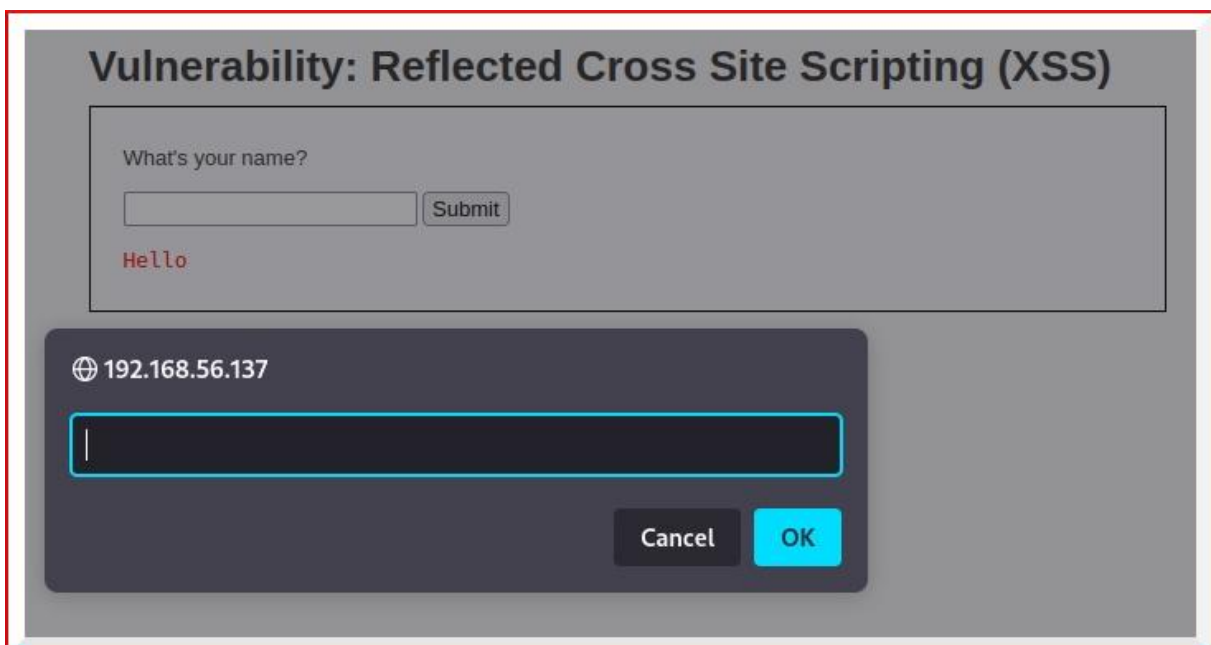 Vulnerability: Reflected Cross Site Scripting (XSS)
What's your name?
Submit
Hello
192.168.56.137
Cancel OK